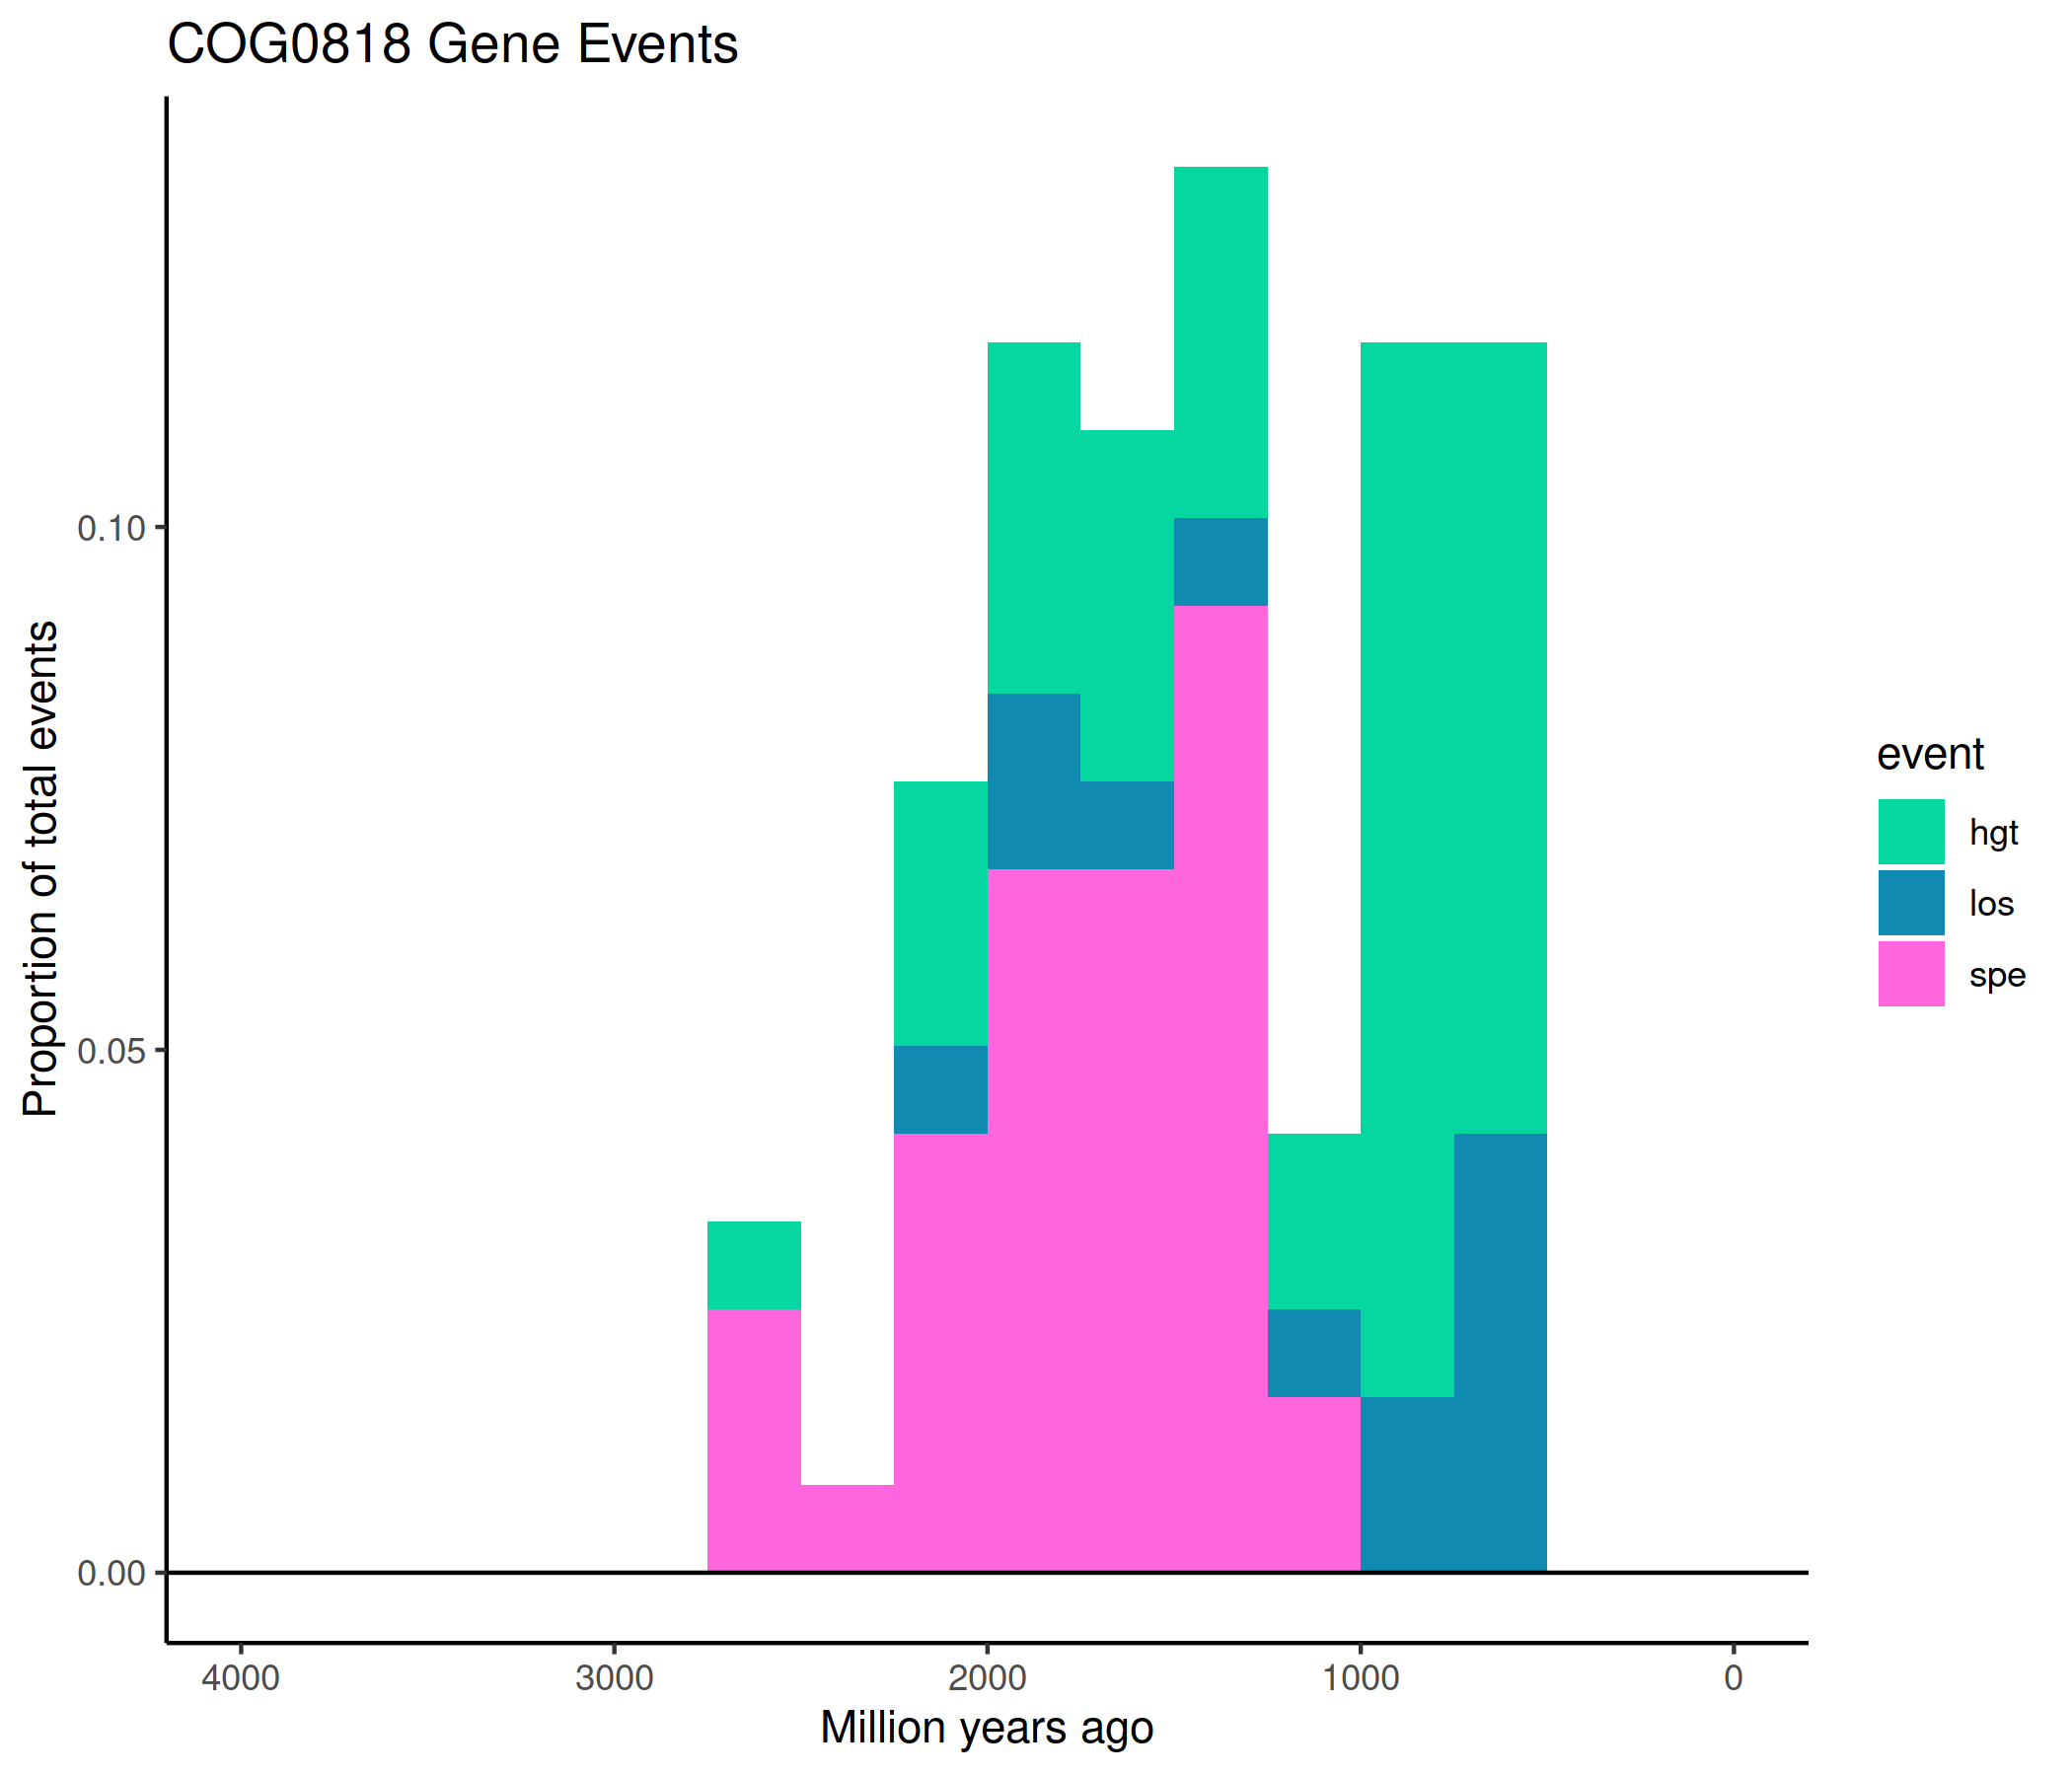 COG0818 Gene Events
Proportion of total events
0.10
0.05
0.00
4000 3000 2000 1000 0
Million years ago
event
hgt
los
spe